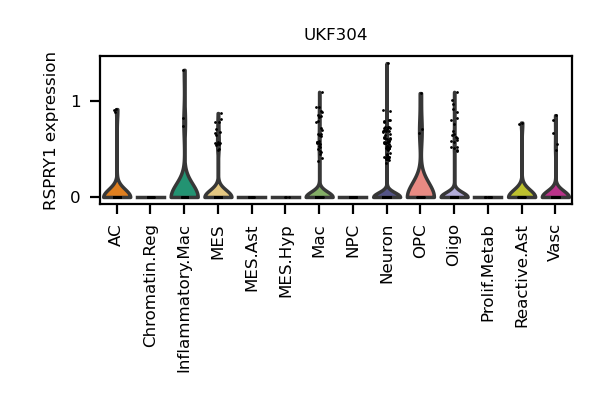 UKF304
RSPRY1 expression
1
0
AC
Chromatin.Reg
Inflammatory.Mac
MES
MES.Ast
MES.Hyp
Mac
NPC
Neuron
OPC
Oligo
Prolif.Metab
Reactive.Ast
Vasc